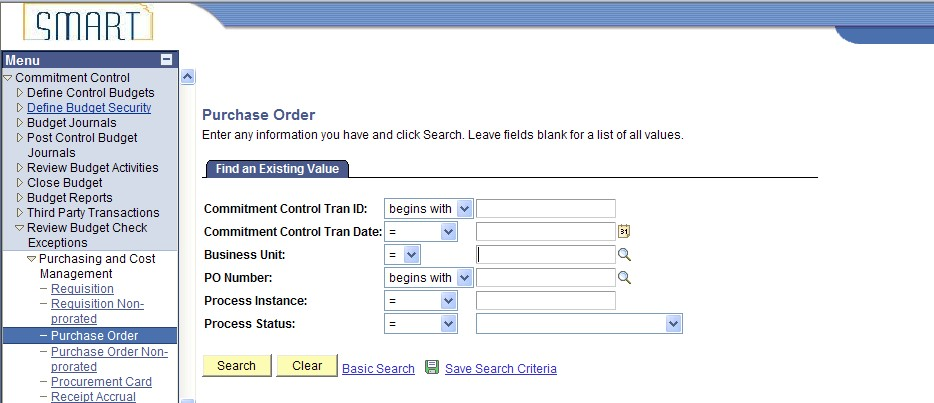 SMART
Menu
Commitment Control
Define Control Budgets
Define Budget Security
Budget Journals
Post Control Budget
Journals
Review Budget Activities
Close Budget
Budget Reports
Third Party Transactions
Review Budget Check
Exceptions
Purchasing and Cost
Management
– Requisition
– Requisition Non-
prorated
– Purchase Order
– Purchase Order Non-
prorated
– Procurement Card
– Receipt Accrual
Purchase Order
Enter any information you have and click Search. Leave fields blank for a list of all values.
Find an Existing Value
Commitment Control Tran ID: begins with
Commitment Control Tran Date: = 31
Business Unit: =
PO Number: begins with
Process Instance: =
Process Status: =
Search Clear Basic Search Save Search Criteria